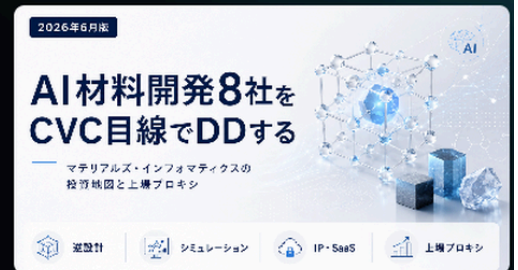 2026年6月版
AI
AI材料開発8社を
CVC目線でDDする
マテリアルズ・インフォマティクスの
投資地図と上場プロキシ
逆設計
シミュレーション
IP・SaaS
上場プロキシ